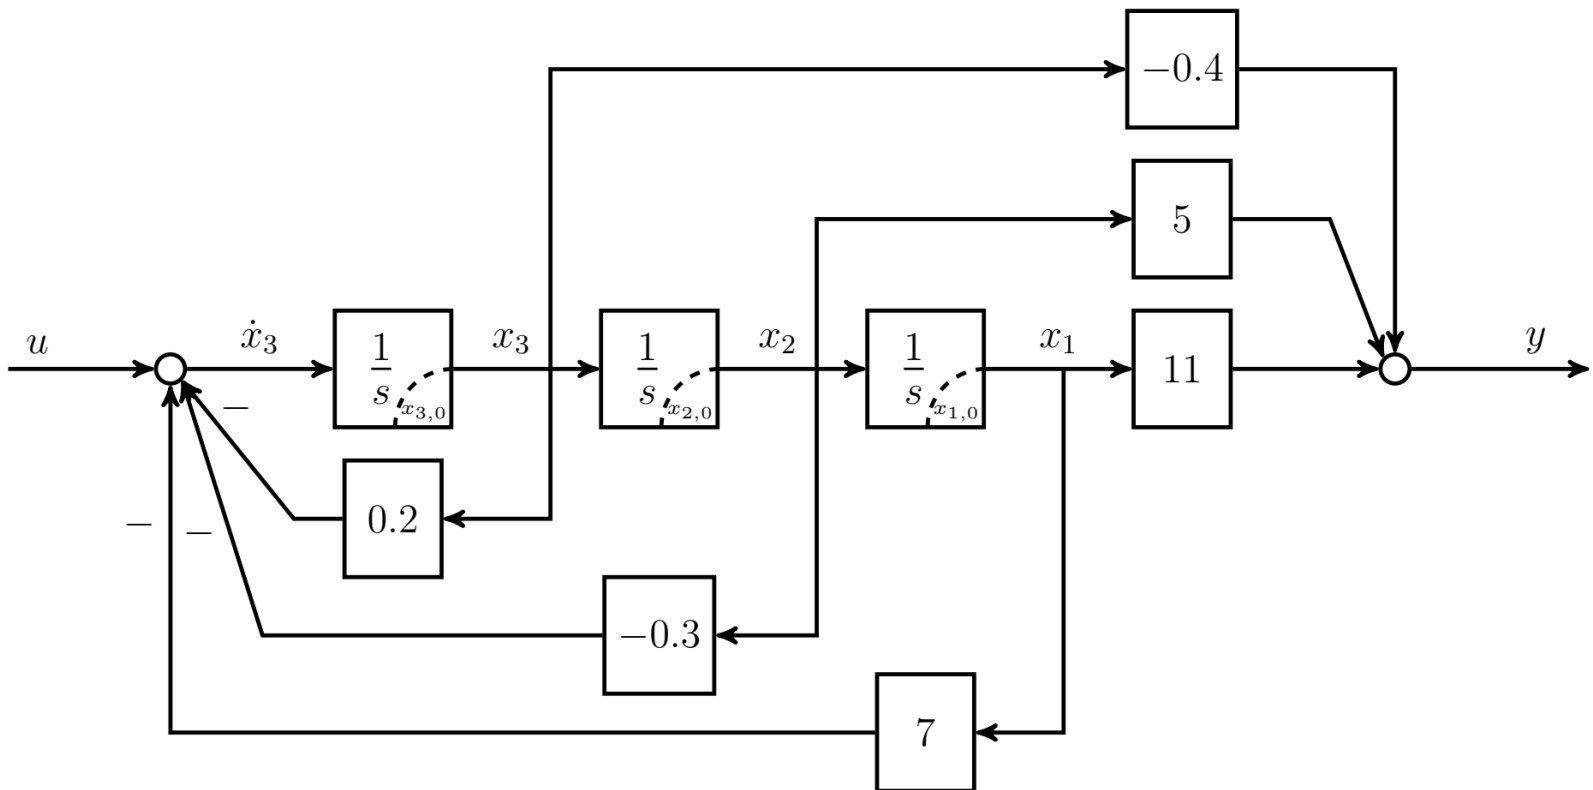 −0.4
5
u
ẋ₃
1/s
x₃,₀
x₃
1/s
x₂,₀
x₂
1/s
x₁,₀
x₁
11
y
−
0.2
−
−
−0.3
7